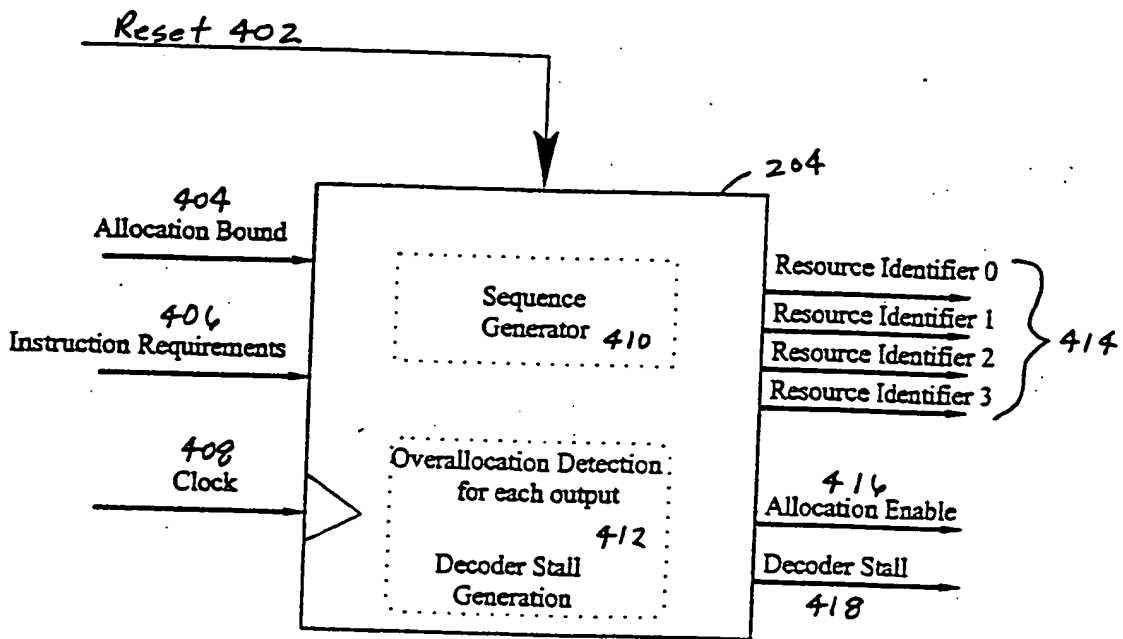 Reset 402
204
404
Allocation Bound
406
Instruction Requirements
408
Clock
Sequence
Generator 410
Overallocation Detection
for each output
412
Decoder Stall
Generation
Resource Identifier 0
Resource Identifier 1
Resource Identifier 2
Resource Identifier 3
414
416
Allocation Enable
Decoder Stall
418